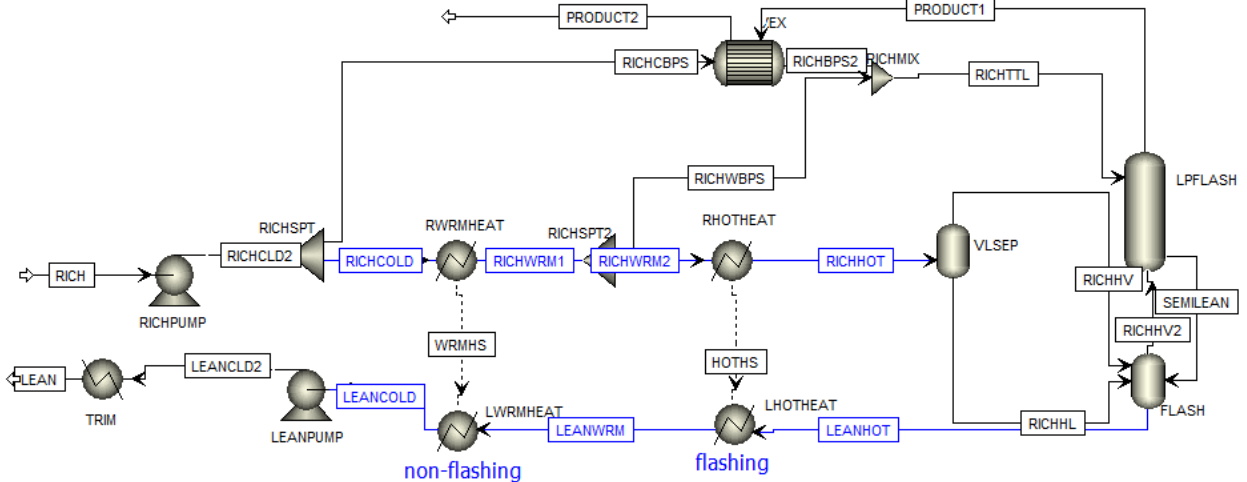 PRODUCT2
PRODUCT1
VEX
RICHCBPS
RICHBPS2
RICHMIX
RICHTTL
RICHWBPS
LPFLASH
RICHSPT
RWRMHEAT
RICHSPT2
RHOTHEAT
VLSEP
RICHCLD2
RICHCOLD
RICHWRM1
RICHWRM2
RICHHOT
RICH
RICHHV
SEMILEAN
RICHPUMP
RICHHV2
WRMHS
HOTHS
LEANCLD2
LEAN
LEANCOLD
LWRMHEAT
LEANWRM
LHOTHEAT
LEANHOT
FLASH
TRIM
LEANPUMP
RICHHL
non-flashing
flashing